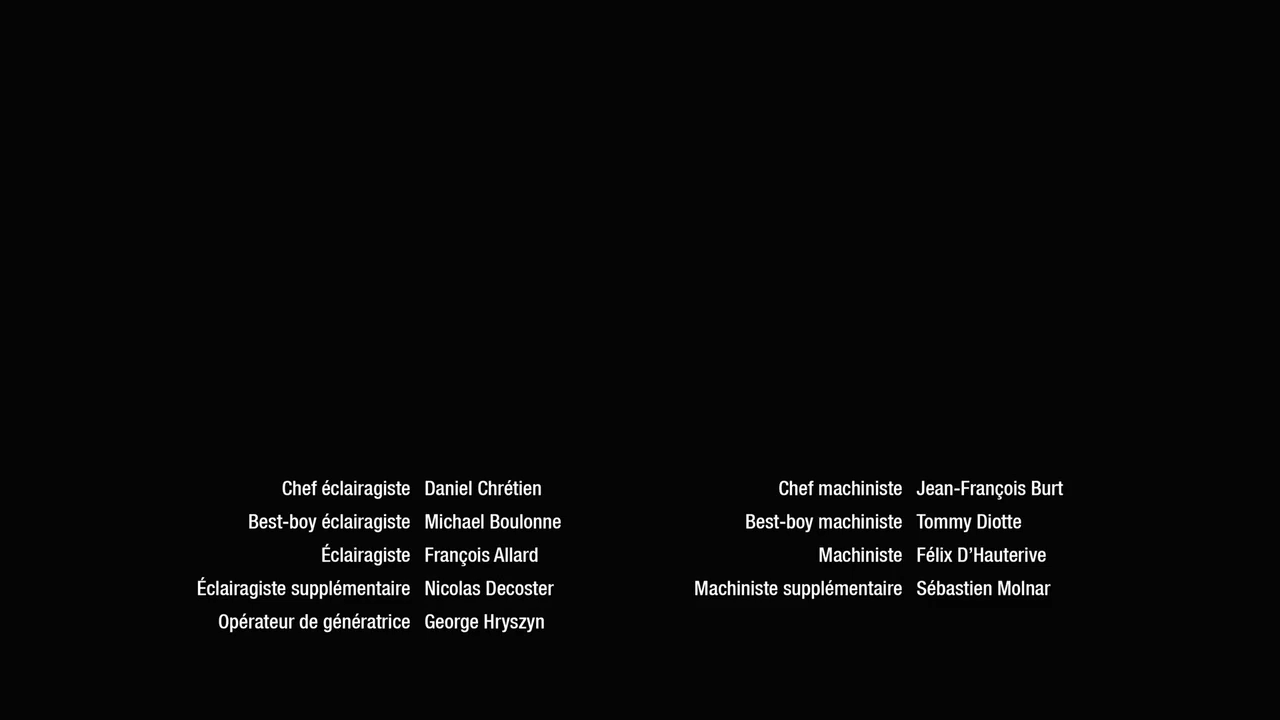 Chef éclairagiste Daniel Chrétien
Best-boy éclairagiste Michael Boulonne
Éclairagiste François Allard
Éclairagiste supplémentaire Nicolas Decoster
Opérateur de génératrice George Hryszyn
Chef machiniste Jean-François Burt
Best-boy machiniste Tommy Diotte
Machiniste Félix D’Hauterive
Machiniste supplémentaire Sébastien Molnar